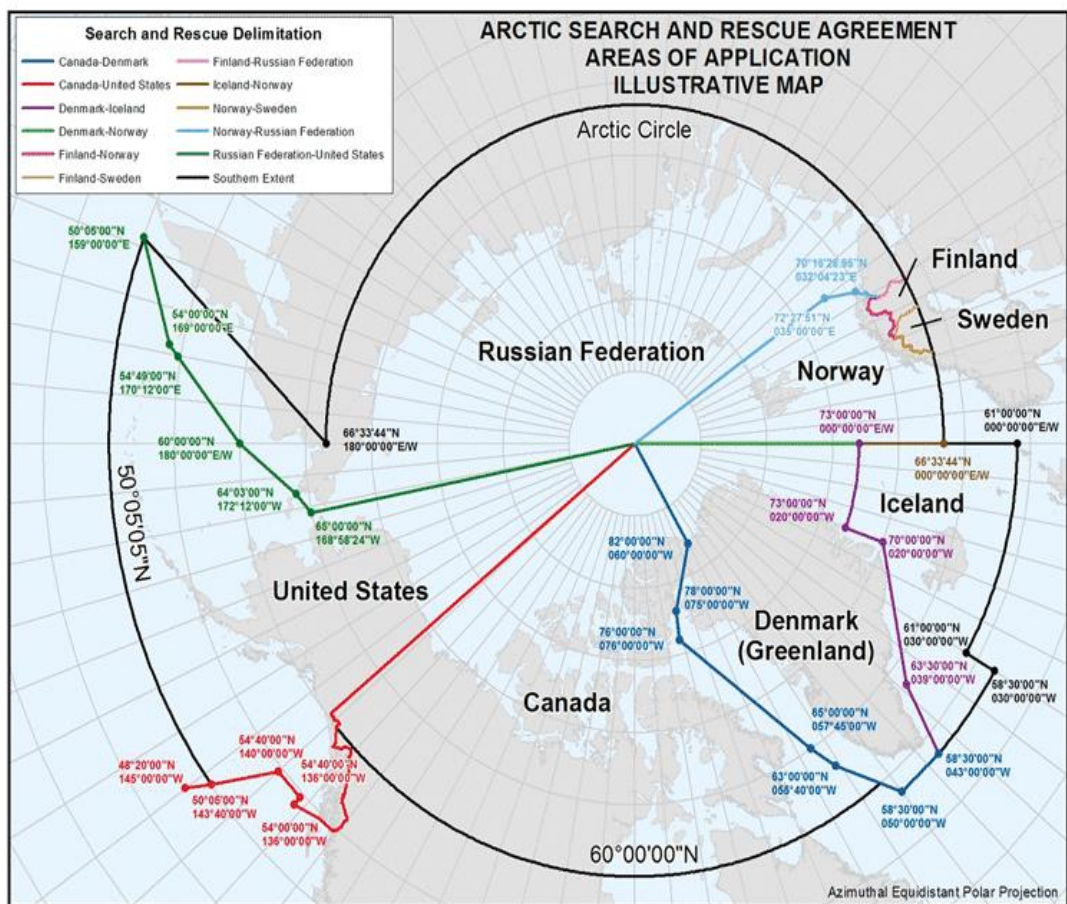 ARCTIC SEARCH AND RESCUE AGREEMENT
AREAS OF APPLICATION
ILLUSTRATIVE MAP
Search and Rescue Delimitation
Canada-Denmark
Canada-United States
Denmark-Iceland
Denmark-Norway
Finland-Norway
Finland-Sweden
Finland-Russian Federation
Iceland-Norway
Norway-Sweden
Norway-Russian Federation
Russian Federation-United States
Southern Extent
Arctic Circle
50°05'00"N
159°00'00"E
54°00'00"N
169°00'00"E
54°49'00"N
170°12'00"E
60°00'00"N
180°00'00"E/W
64°03'00"N
172°12'00"W
65°00'00"N
168°58'24"W
66°33'44"N
180°00'00"E/W
50°05'05"N
Russian Federation
70°16'28.95"N
032°04'23"E
72°27'51"N
035°00'00"E
Finland
Sweden
Norway
73°00'00"N
000°00'00"E/W
61°00'00"N
000°00'00"E/W
66°33'44"N
000°00'00"E/W
Iceland
73°00'00"N
020°00'00"W
70°00'00"N
020°00'00"W
82°00'00"N
060°00'00"W
78°00'00"N
075°00'00"W
76°00'00"N
076°00'00"W
United States
Denmark
(Greenland)
61°00'00"N
030°00'00"W
63°30'00"N
039°00'00"W
58°30'00"N
030°00'00"W
Canada
65°00'00"N
057°45'00"W
63°00'00"N
055°40'00"W
58°30'00"N
043°00'00"W
58°30'00"N
050°00'00"W
48°20'00"N
145°00'00"W
50°05'00"N
143°40'00"W
54°40'00"N
140°00'00"W
54°40'00"N
136°00'00"W
54°00'00"N
136°00'00"W
60°00'00"N
Azimuthal Equidistant Polar Projection